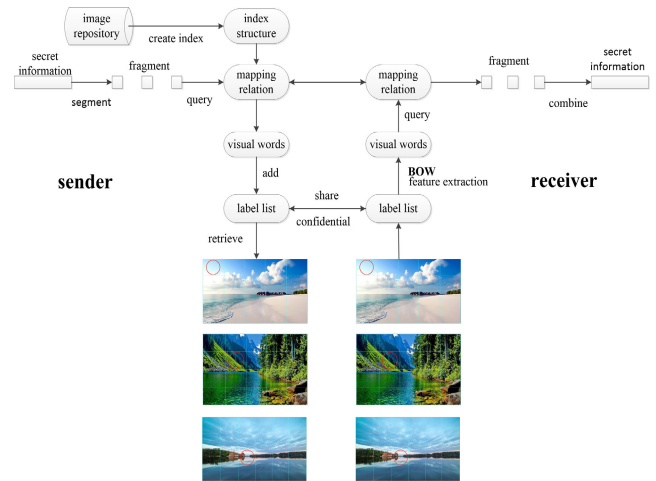 image
repository
create index
index
structure
secret
information
segment
fragment
query
mapping
relation
mapping
relation
fragment
combine
secret
information
query
visual words
visual words
sender
add
BOW
feature extraction
receiver
label list
share
confidential
label list
retrieve